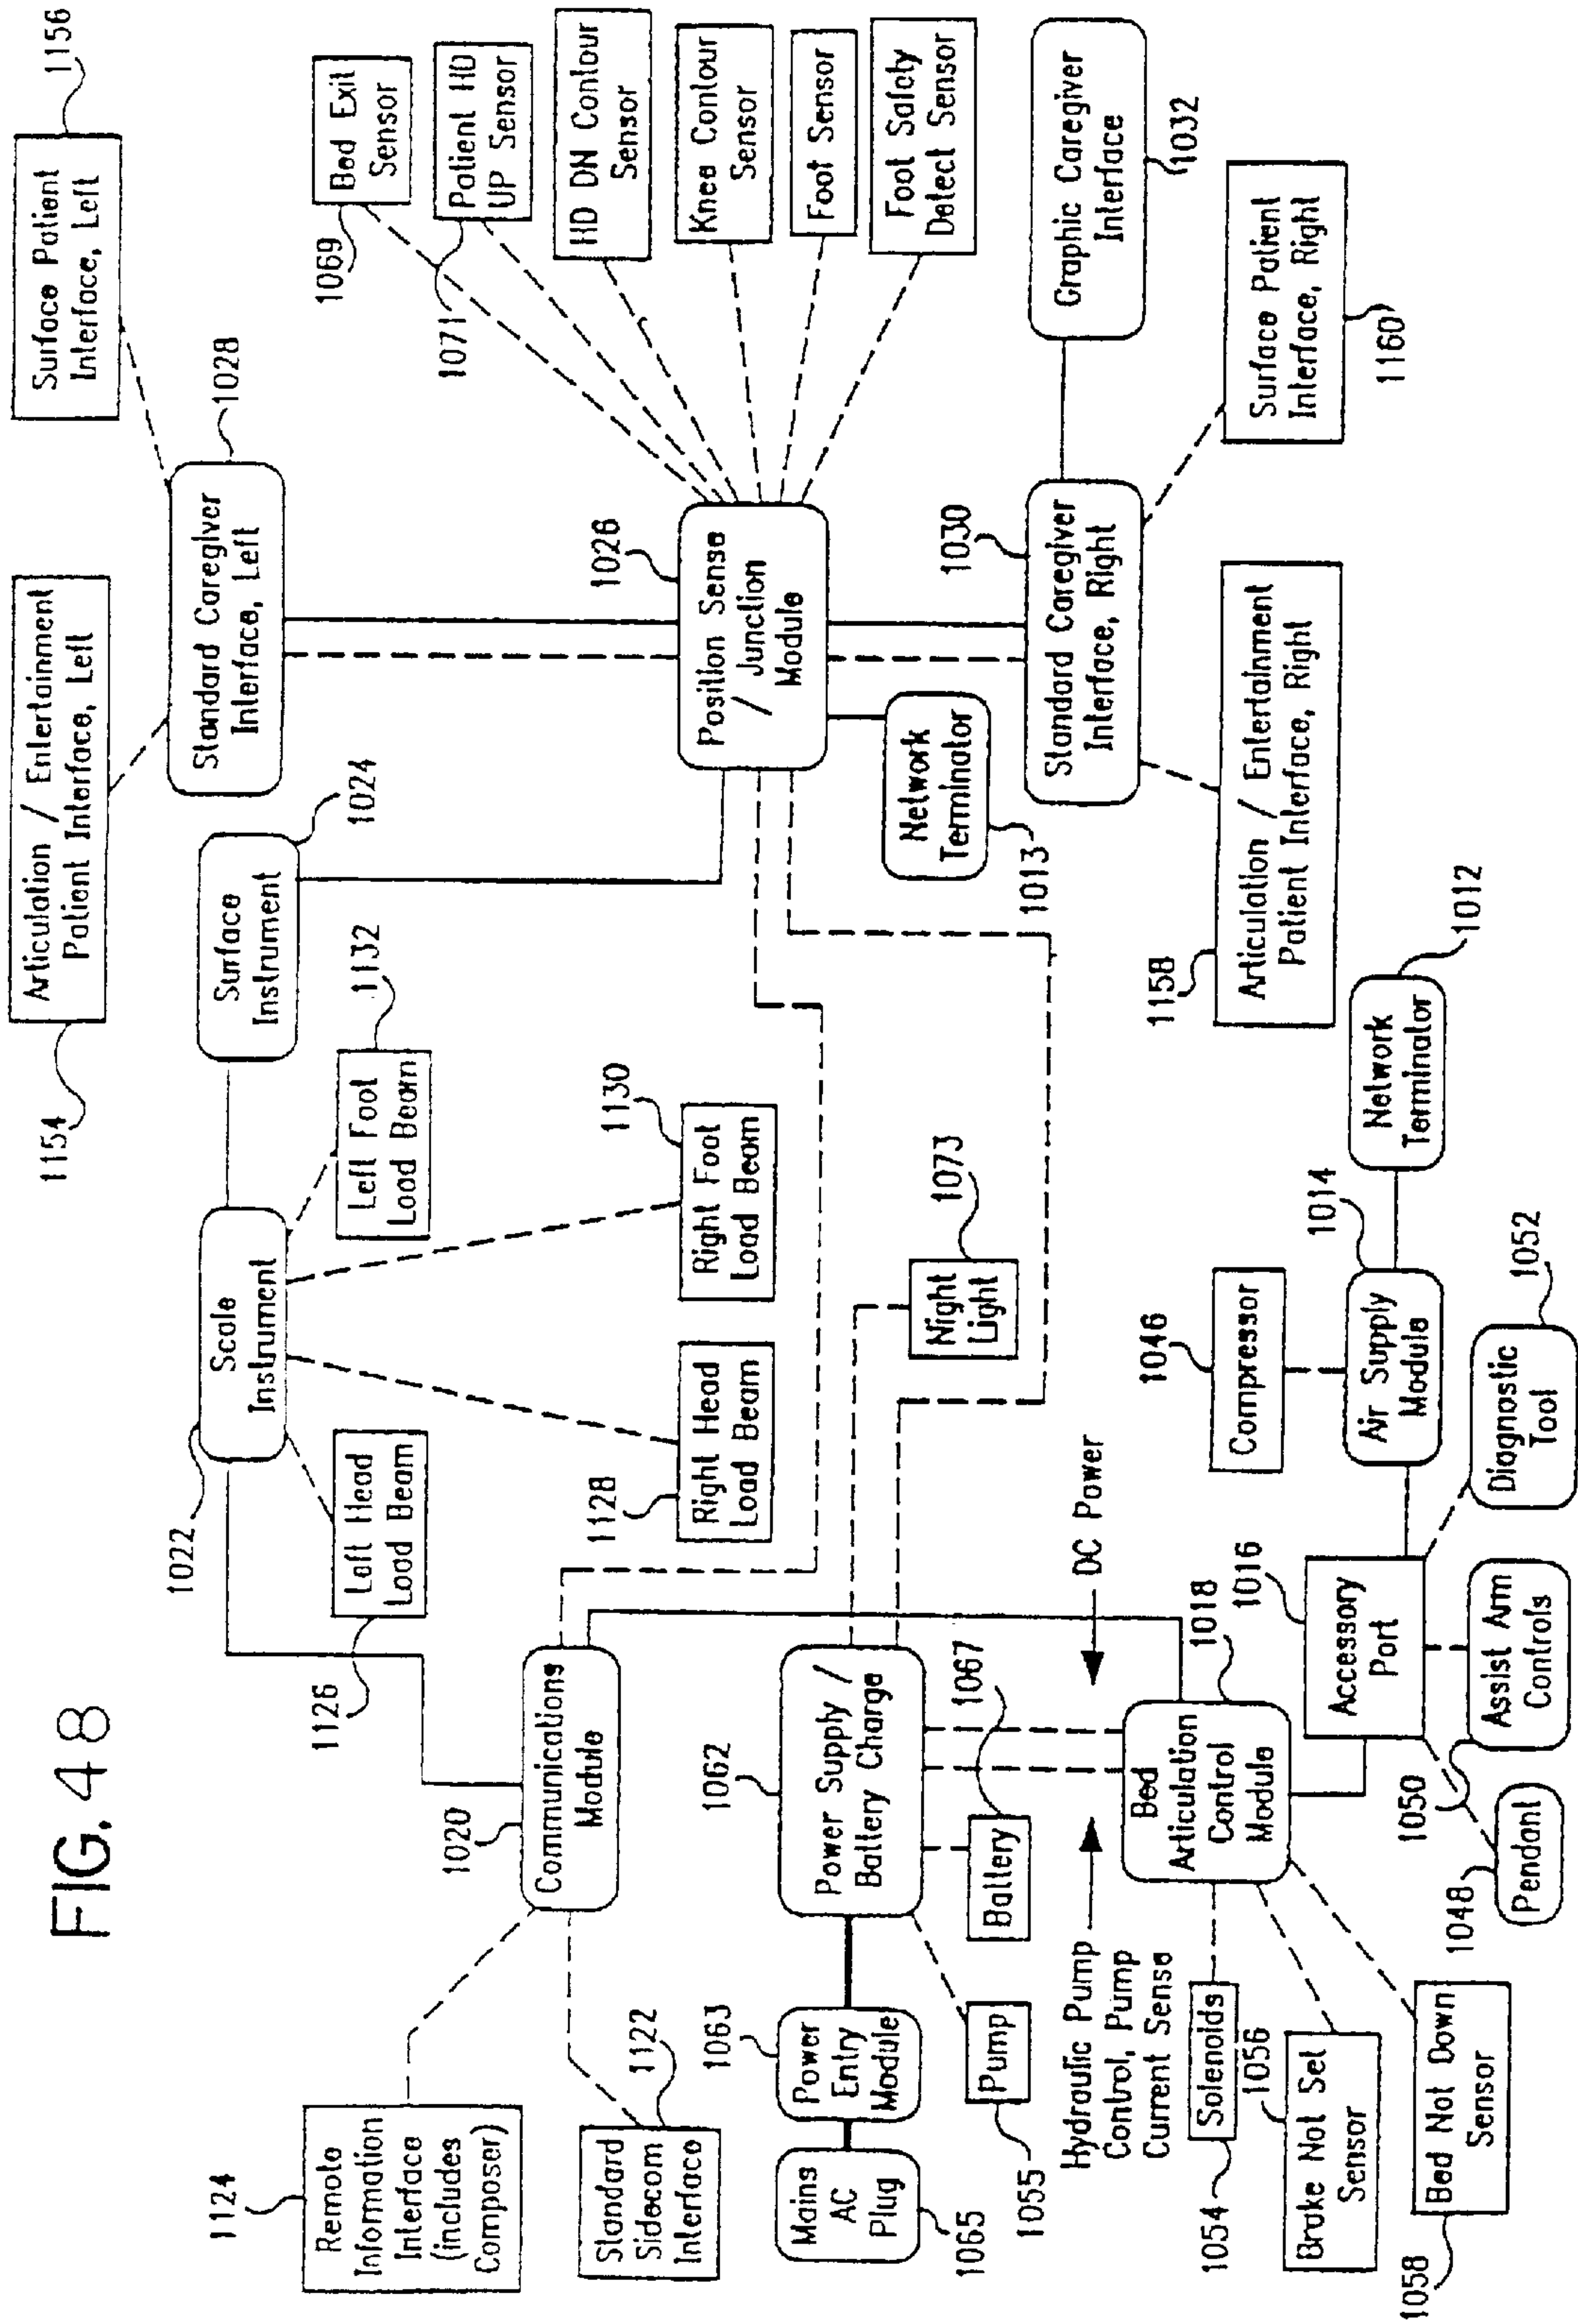 FIG. 48
1124
Remote
Information
Interface
(includes
Composer)
Standard
Sidecom
Interface
1122
1020
Communications
Module
1022
Scale
Instrument
1126
Left Head
Load Beam
1128
Right Head
Load Beam
1130
Right Foot
Load Beam
1132
Left Foot
Load Beam
Surface
Instrument
1024
1154
Articulation / Entertainment
Patient Interface, Left
Surface Patient
Interface, Left
1156
Standard Caregiver
Interface, Left
1028
1026
Position Sense
/ Junction
Module
1069
Bed Exit
Sensor
1071
Patient HD
UP Sensor
HD DN Contour
Sensor
Knee Contour
Sensor
Foot Sensor
Foot Safety
Detect Sensor
Network
Terminator
1013
1030
Standard Caregiver
Interface, Right
Graphic Caregiver
Interface
1032
Surface Patient
Interface, Right
1160
1158
Articulation / Entertainment
Patient Interface, Right
Mains
AC
Plug
1065
1063
Power
Entry
Module
1062
Power Supply /
Battery Charge
Pump
1055
Battery
1067
Night
Light
1073
Hydraulic Pump
Control, Pump
Current Sense
DC Power
Bed
Articulation
Control
Module
1018
Solenoids
1054
1056
Brake Not Set
Sensor
Bed Not Down
Sensor
1058
1016
Accessory
Port
1048
Pendant
1050
Assist Arm
Controls
Diagnostic
Tool
1052
1046
Compressor
1014
Air Supply
Module
Network
Terminator
1012